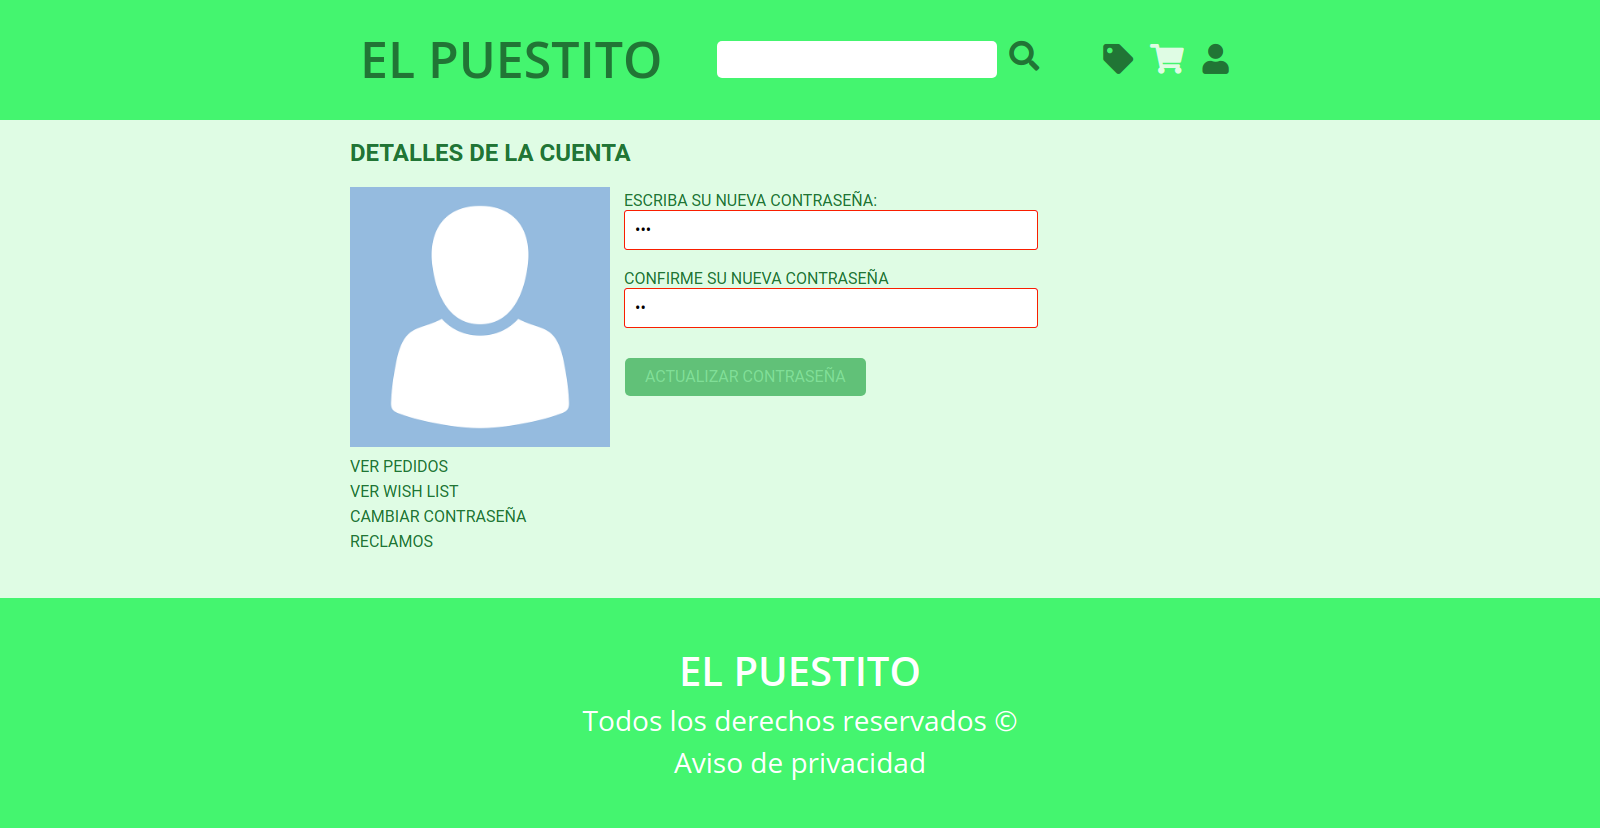 EL PUESTITO
DETALLES DE LA CUENTA
ESCRIBA SU NUEVA CONTRASEÑA:
•••
CONFIRME SU NUEVA CONTRASEÑA
••
ACTUALIZAR CONTRASEÑA
VER PEDIDOS
VER WISH LIST
CAMBIAR CONTRASEÑA
RECLAMOS
EL PUESTITO
Todos los derechos reservados ©
Aviso de privacidad